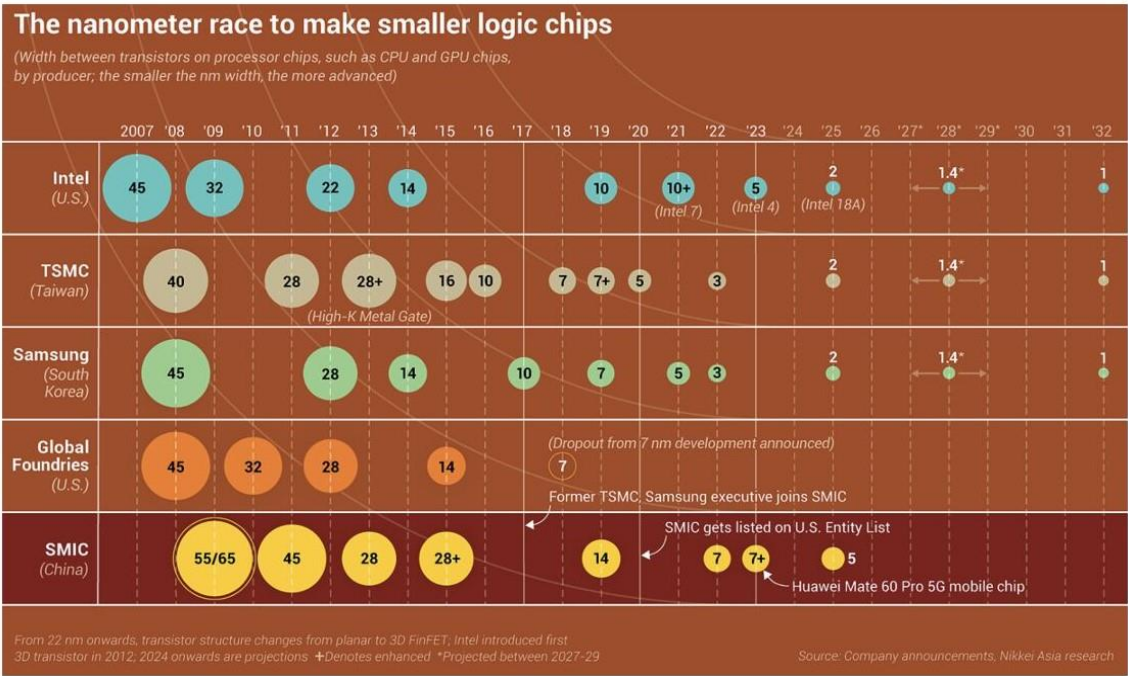 The nanometer race to make smaller logic chips
(Width between transistors on processor chips, such as CPU and GPU chips,
by producer; the smaller the nm width, the more advanced)
2007 '08 '09 '10 '11 '12 '13 '14 '15 '16 '17 '18 '19 '20 '21 '22 '23 '24 '25 '26 '27* '28* '29* '30 '31 '32
Intel
(U.S.)
45 32 22 14 10 10+ 5 2 1.4* 1
(Intel 7) (Intel 4) (Intel 18A)
TSMC
(Taiwan)
40 28 28+ 16 10 7 7+ 5 3 2 1.4* 1
(High-K Metal Gate)
Samsung
(South
Korea)
45 28 14 10 7 5 3 2 1.4* 1
Global
Foundries
(U.S.)
(Dropout from 7 nm development announced)
45 32 28 14 7
Former TSMC, Samsung executive joins SMIC
SMIC
(China)
SMIC gets listed on U.S. Entity List
55/65 45 28 28+ 14 7 7+ 5
Huawei Mate 60 Pro 5G mobile chip
From 22 nm onwards, transistor structure changes from planar to 3D FinFET; Intel introduced first
3D transistor in 2012; 2024 onwards are projections +Denotes enhanced *Projected between 2027-29
Source: Company announcements, Nikkei Asia research